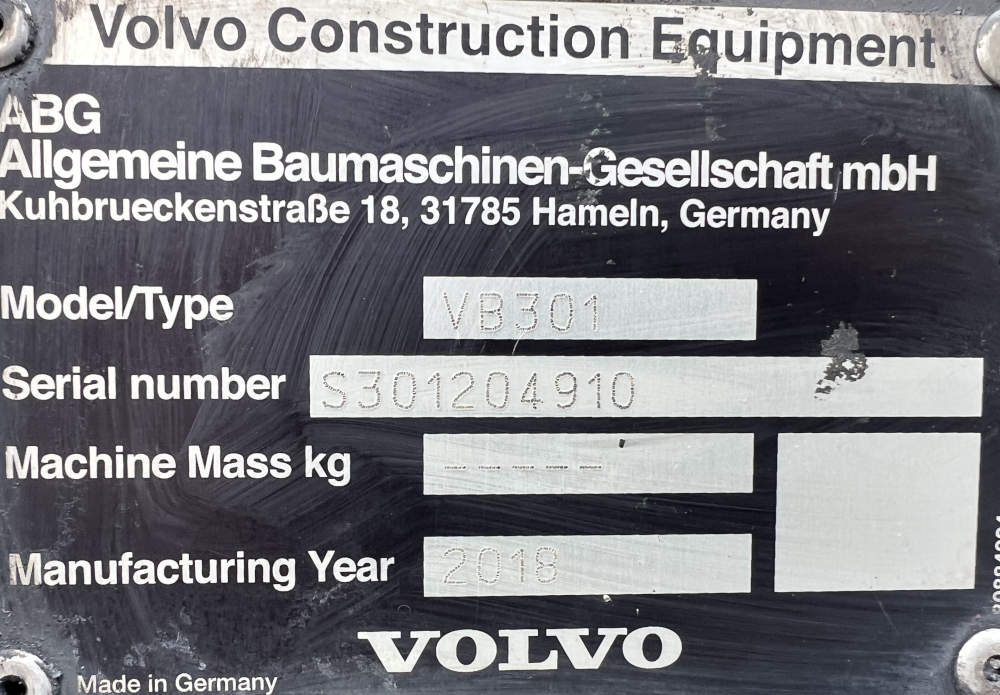 Volvo Construction Equipment
ABG
Allgemeine Baumaschinen-Gesellschaft mbH
Kuhbrueckenstraße 18, 31785 Hameln, Germany
Model/Type VB301
Serial number S301204910
Machine Mass kg -----
Manufacturing Year 2018
VOLVO
Made in Germany